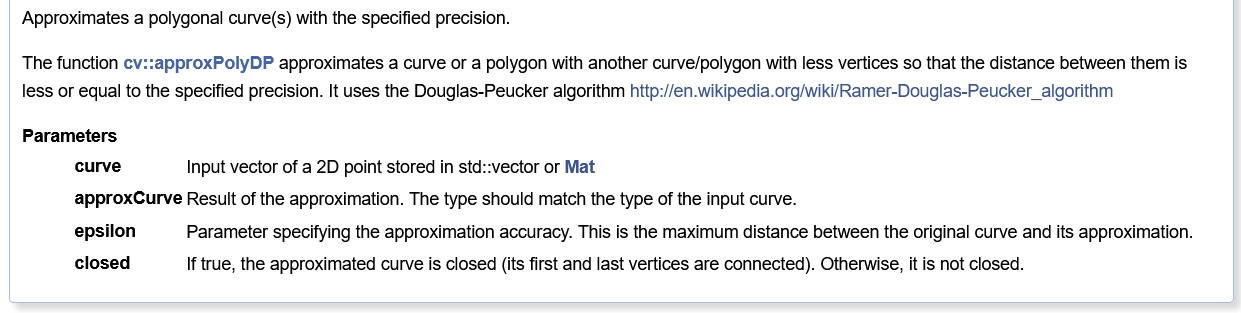 Approximates a polygonal curve(s) with the specified precision.
The function cv::approxPolyDP approximates a curve or a polygon with another curve/polygon with less vertices so that the distance between them is
less or equal to the specified precision. It uses the Douglas-Peucker algorithm http://en.wikipedia.org/wiki/Ramer-Douglas-Peucker_algorithm
Parameters
curve Input vector of a 2D point stored in std::vector or Mat
approxCurve Result of the approximation. The type should match the type of the input curve.
epsilon Parameter specifying the approximation accuracy. This is the maximum distance between the original curve and its approximation.
closed If true, the approximated curve is closed (its first and last vertices are connected). Otherwise, it is not closed.